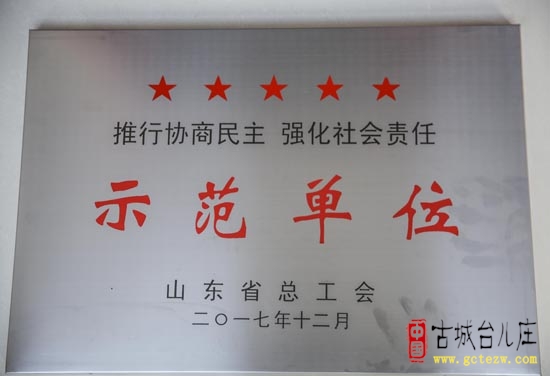 推行协商民主 强化社会责任
示范单位
山东省总工会
二〇一七年十二月
中国 古城台儿庄
www.gctezw.com